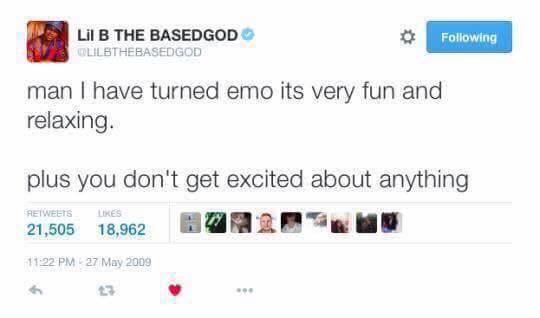 Lil B THE BASEDGOD
@LILBTHEBASEDGOD
Following
man I have turned emo its very fun and
relaxing.
plus you don't get excited about anything
RETWEETS LIKES
21,505 18,962
11:22 PM - 27 May 2009